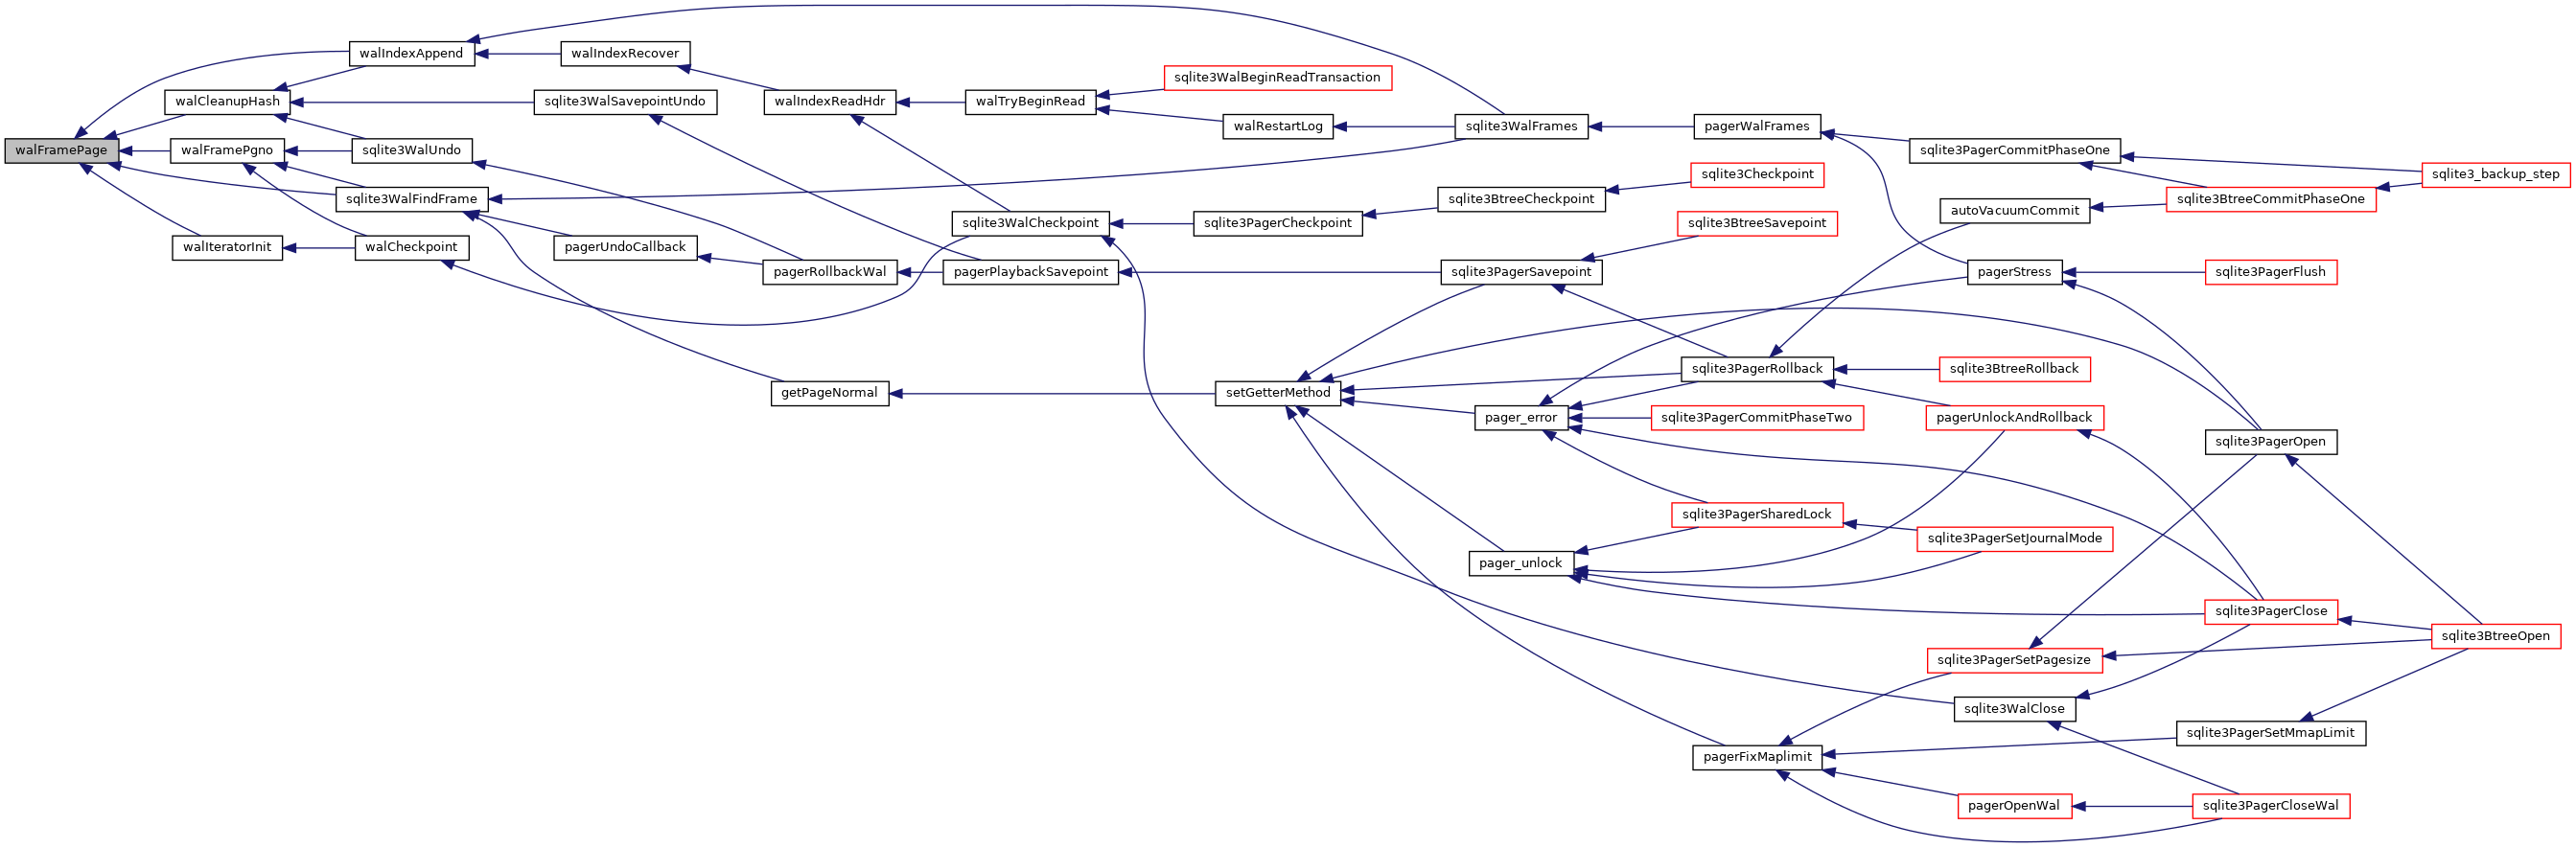 walIndexAppend
walIndexRecover
sqlite3WalBeginReadTransaction
walCleanupHash
sqlite3WalSavepointUndo
walIndexReadHdr
walTryBeginRead
walRestartLog
sqlite3WalFrames
pagerWalFrames
walFramePage
walFramePgno
sqlite3WalUndo
sqlite3PagerCommitPhaseOne
sqlite3Checkpoint
sqlite3_backup_step
sqlite3WalFindFrame
sqlite3BtreeCheckpoint
sqlite3BtreeCommitPhaseOne
autoVacuumCommit
sqlite3WalCheckpoint
sqlite3PagerCheckpoint
sqlite3BtreeSavepoint
walIteratorInit
walCheckpoint
pagerUndoCallback
pagerRollbackWal
pagerPlaybackSavepoint
sqlite3PagerSavepoint
pagerStress
sqlite3PagerFlush
sqlite3PagerRollback
sqlite3BtreeRollback
getPageNormal
setGetterMethod
pager_error
sqlite3PagerCommitPhaseTwo
pagerUnlockAndRollback
sqlite3PagerOpen
sqlite3PagerSharedLock
sqlite3PagerSetJournalMode
pager_unlock
sqlite3PagerClose
sqlite3BtreeOpen
sqlite3PagerSetPagesize
sqlite3WalClose
sqlite3PagerSetMmapLimit
pagerFixMaplimit
pagerOpenWal
sqlite3PagerCloseWal